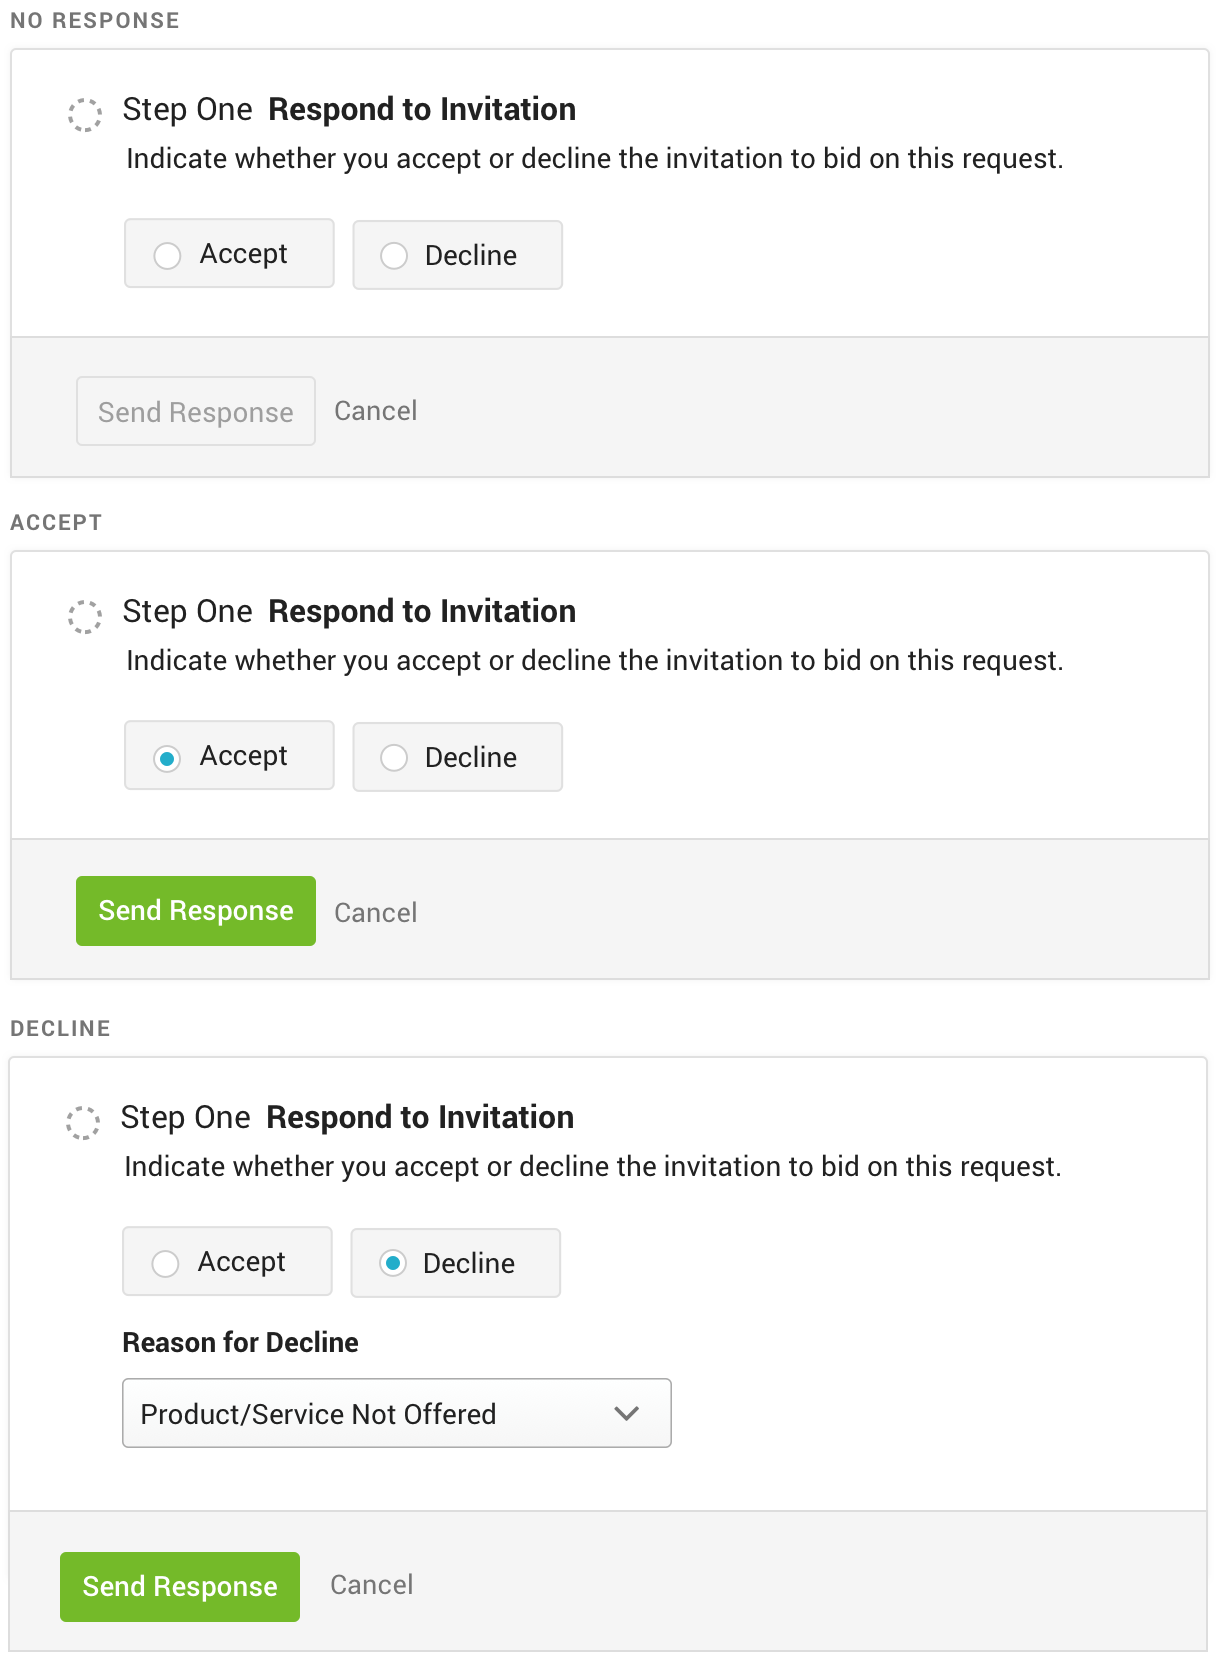 NO RESPONSE
Step One Respond to Invitation
Indicate whether you accept or decline the invitation to bid on this request.
Accept Decline
Send Response Cancel
ACCEPT
Step One Respond to Invitation
Indicate whether you accept or decline the invitation to bid on this request.
Accept Decline
Send Response Cancel
DECLINE
Step One Respond to Invitation
Indicate whether you accept or decline the invitation to bid on this request.
Accept Decline
Reason for Decline
Product/Service Not Offered
Send Response Cancel